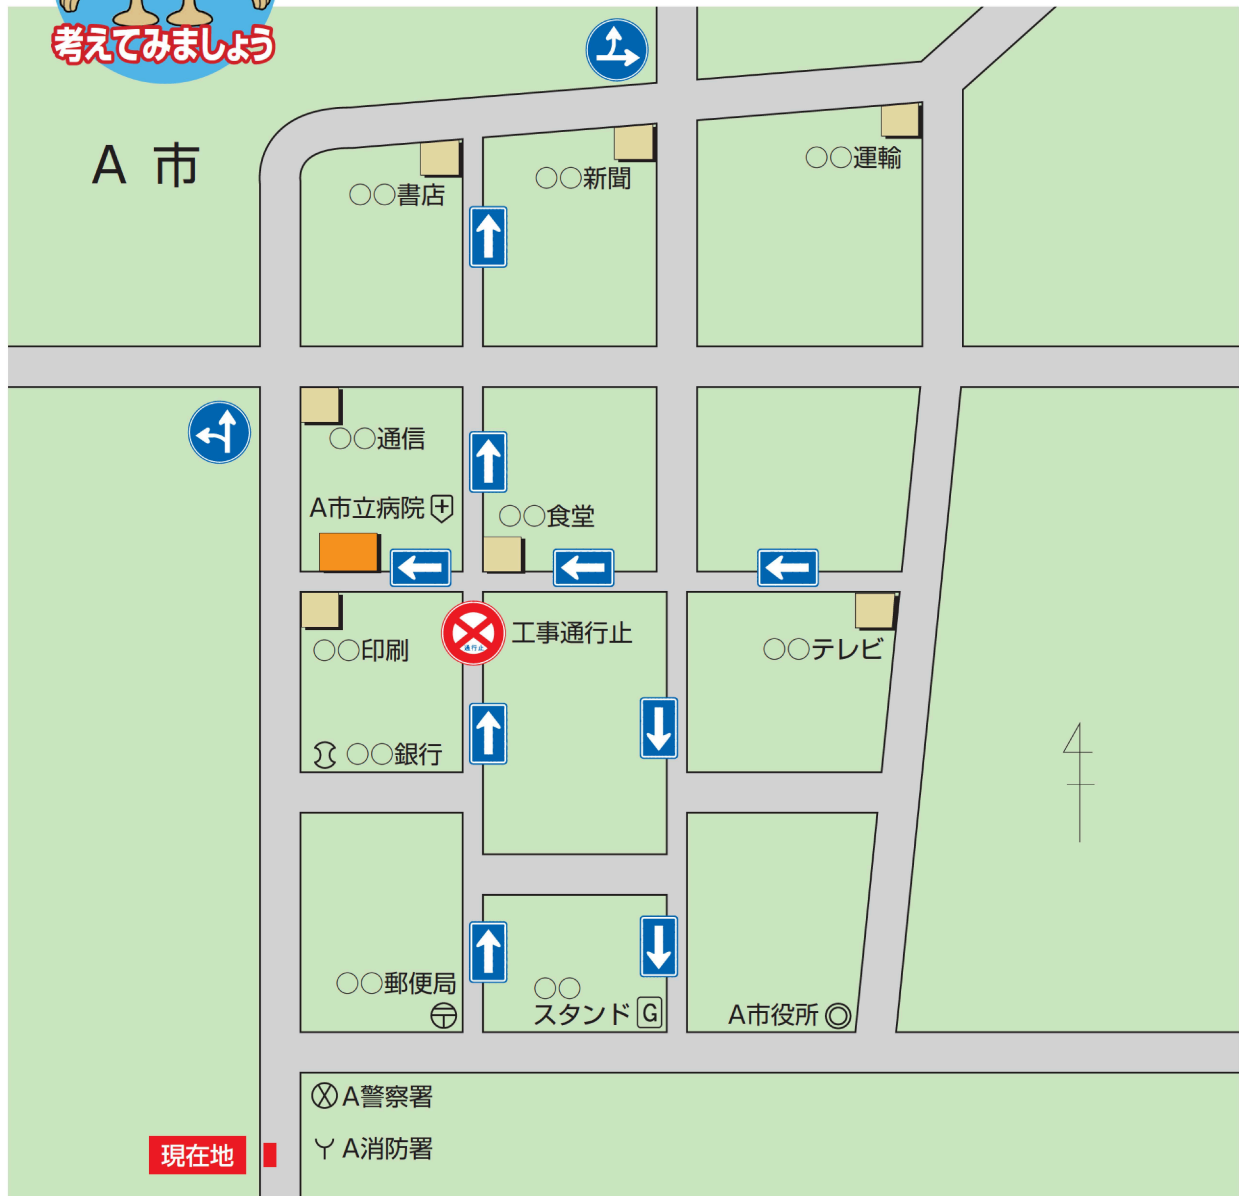 考えてみましょう
A 市
○○書店
○○新聞
○○運輸
○○通信
A市立病院
○○食堂
○○印刷
通行止
工事通行止
○○テレビ
○○銀行
○○郵便局
○○
スタンド G
A市役所
A警察署
現在地
A消防署